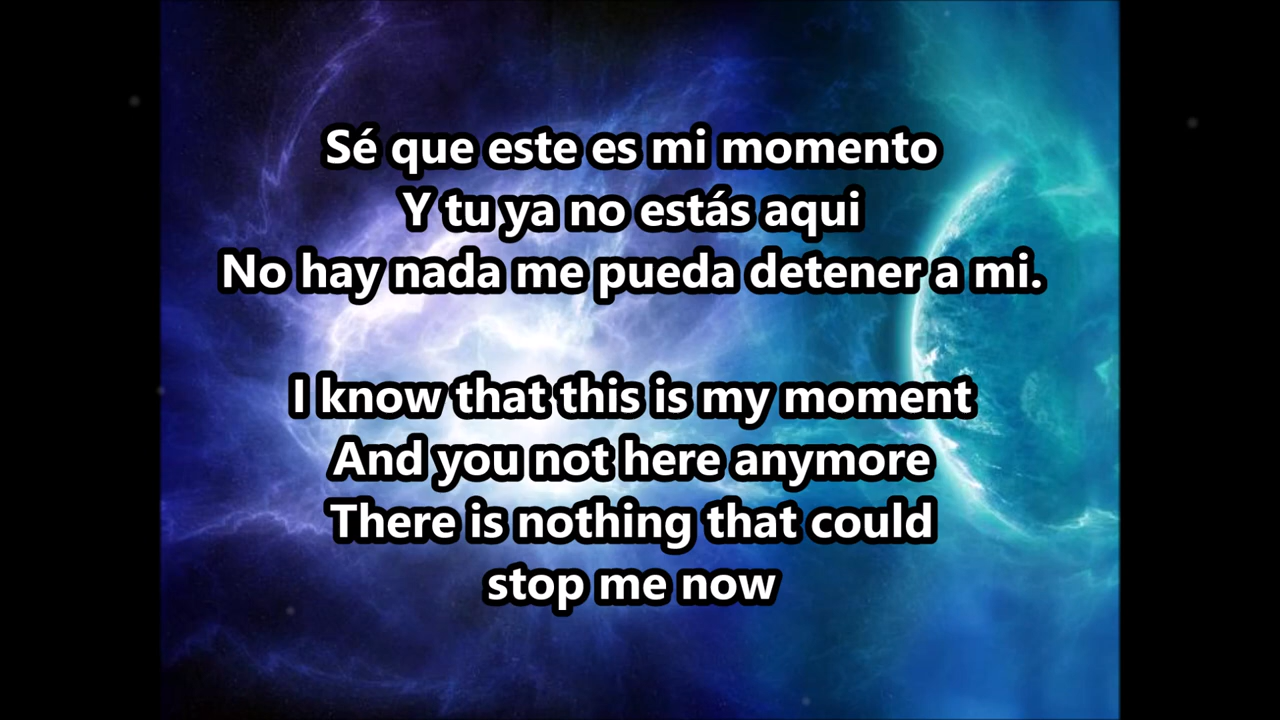 Sé que este es mi momento
Y tu ya no estás aqui
No hay nada me pueda detener a mi.
I know that this is my moment
And you not here anymore
There is nothing that could
stop me now